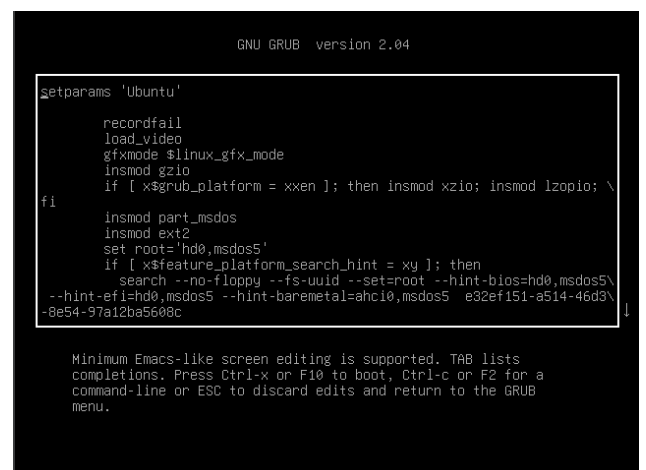 GNU GRUB  version 2.04
setparams 'Ubuntu'
recordfail
load_video
gfxmode $linux_gfx_mode
insmod gzio
if [ x$grub_platform = xxen ]; then insmod xzio; insmod lzopio; \
fi
insmod part_msdos
insmod ext2
set root='hd0,msdos5'
if [ x$feature_platform_search_hint = xy ]; then
search --no-floppy --fs-uuid --set=root --hint-bios=hd0,msdos5\
--hint-efi=hd0,msdos5 --hint-baremetal=ahci0,msdos5  e32ef151-a514-46d3\
-8e54-97a12ba5608c
↓
Minimum Emacs-like screen editing is supported. TAB lists
completions. Press Ctrl-x or F10 to boot, Ctrl-c or F2 for a
command-line or ESC to discard edits and return to the GRUB
menu.